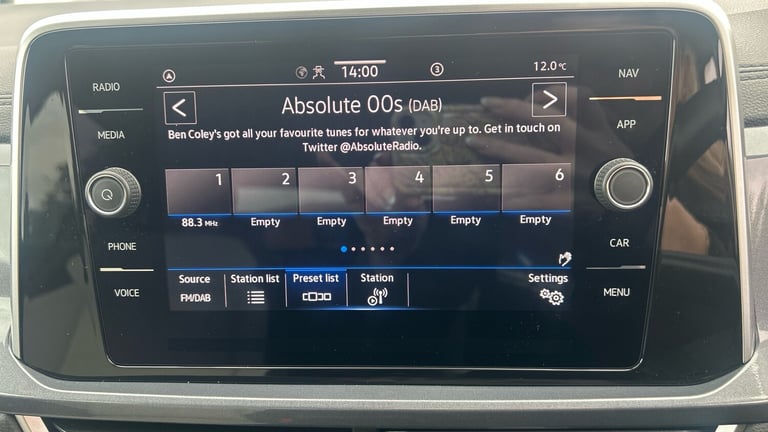 RADIO
MEDIA
PHONE
VOICE
14:00
3
12.0°C
Absolute 00s (DAB)
Ben Coley's got all your favourite tunes for whatever you're up to. Get in touch on
Twitter @AbsoluteRadio.
1 2 3 4 5 6
88.3 MHz Empty Empty Empty Empty Empty
Source Station list Preset list Station Settings
FM/DAB
NAV
APP
CAR
MENU